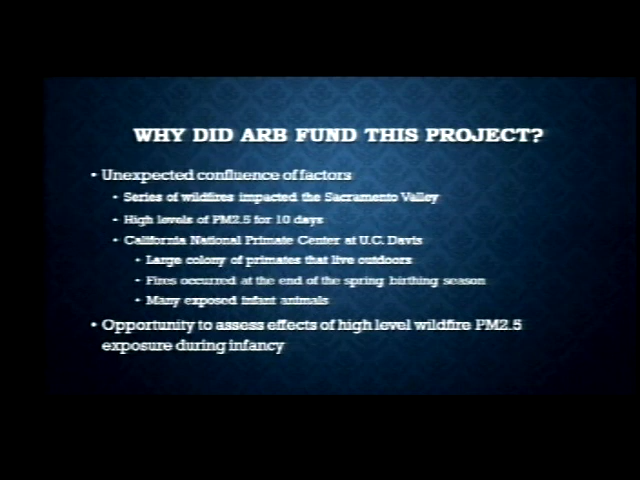 WHY DID ARB FUND THIS PROJECT?
• Unexpected confluence of factors
• Series of wildfires impacted the Sacramento Valley
• High levels of PM2.5 for 10 days
• California National Primate Center at U.C. Davis
• Large colony of primates that live outdoors
• Fires occurred at the end of the spring birthing season
• Many exposed infant animals
• Opportunity to assess effects of high level wildfire PM2.5
exposure during infancy